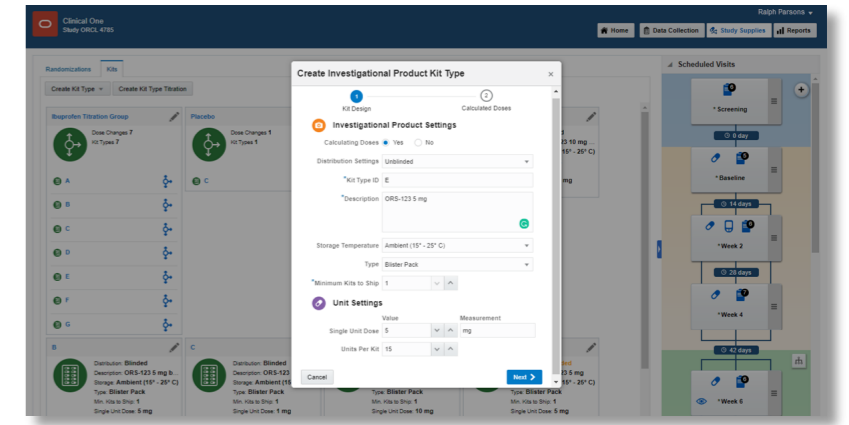 Clinical One
Study ORCL 4785
Ralph Parsons
Home
Data Collection
Study Supplies
Reports
Randomizations
Kits
Create Kit Type
Create Kit Type Titration
Ibuprofen Titration Group
Dose Changes 7
Kit Types 7
A
B
C
D
E
F
G
Placebo
Dose Changes 1
Kit Types 1
C
23 10 mg ...
15° - 25° C)
mg
B
Distribution: Blinded
Description: ORS-123 5 mg b...
Storage: Ambient (15° - 25° C)
Type: Blister Pack
Min. Kits to Ship: 1
Single Unit Dose: 5 mg
C
Distribution: Blinded
Description: ORS-123
Storage: Ambient (15
Type: Blister Pack
Min. Kits to Ship: 1
Single Unit Dose: 1 mg
Type: Blister Pack
Min. Kits to Ship: 1
Single Unit Dose: 10 mg
23 5 mg
15° - 25° C)
Type: Blister Pack
Min. Kits to Ship: 1
Single Unit Dose: 5 mg
Create Investigational Product Kit Type
×
1
2
Kit Design
Calculated Doses
Investigational Product Settings
Calculating Doses Yes No
Distribution Settings Unblinded
*Kit Type ID E
*Description ORS-123 5 mg
Storage Temperature Ambient (15° - 25° C)
Type Blister Pack
*Minimum Kits to Ship 1
Unit Settings
Value Measurement
Single Unit Dose 5 mg
Units Per Kit 15
Cancel
Next
Scheduled Visits
*Screening
0 day
*Baseline
14 days
*Week 2
28 days
*Week 4
42 days
*Week 6